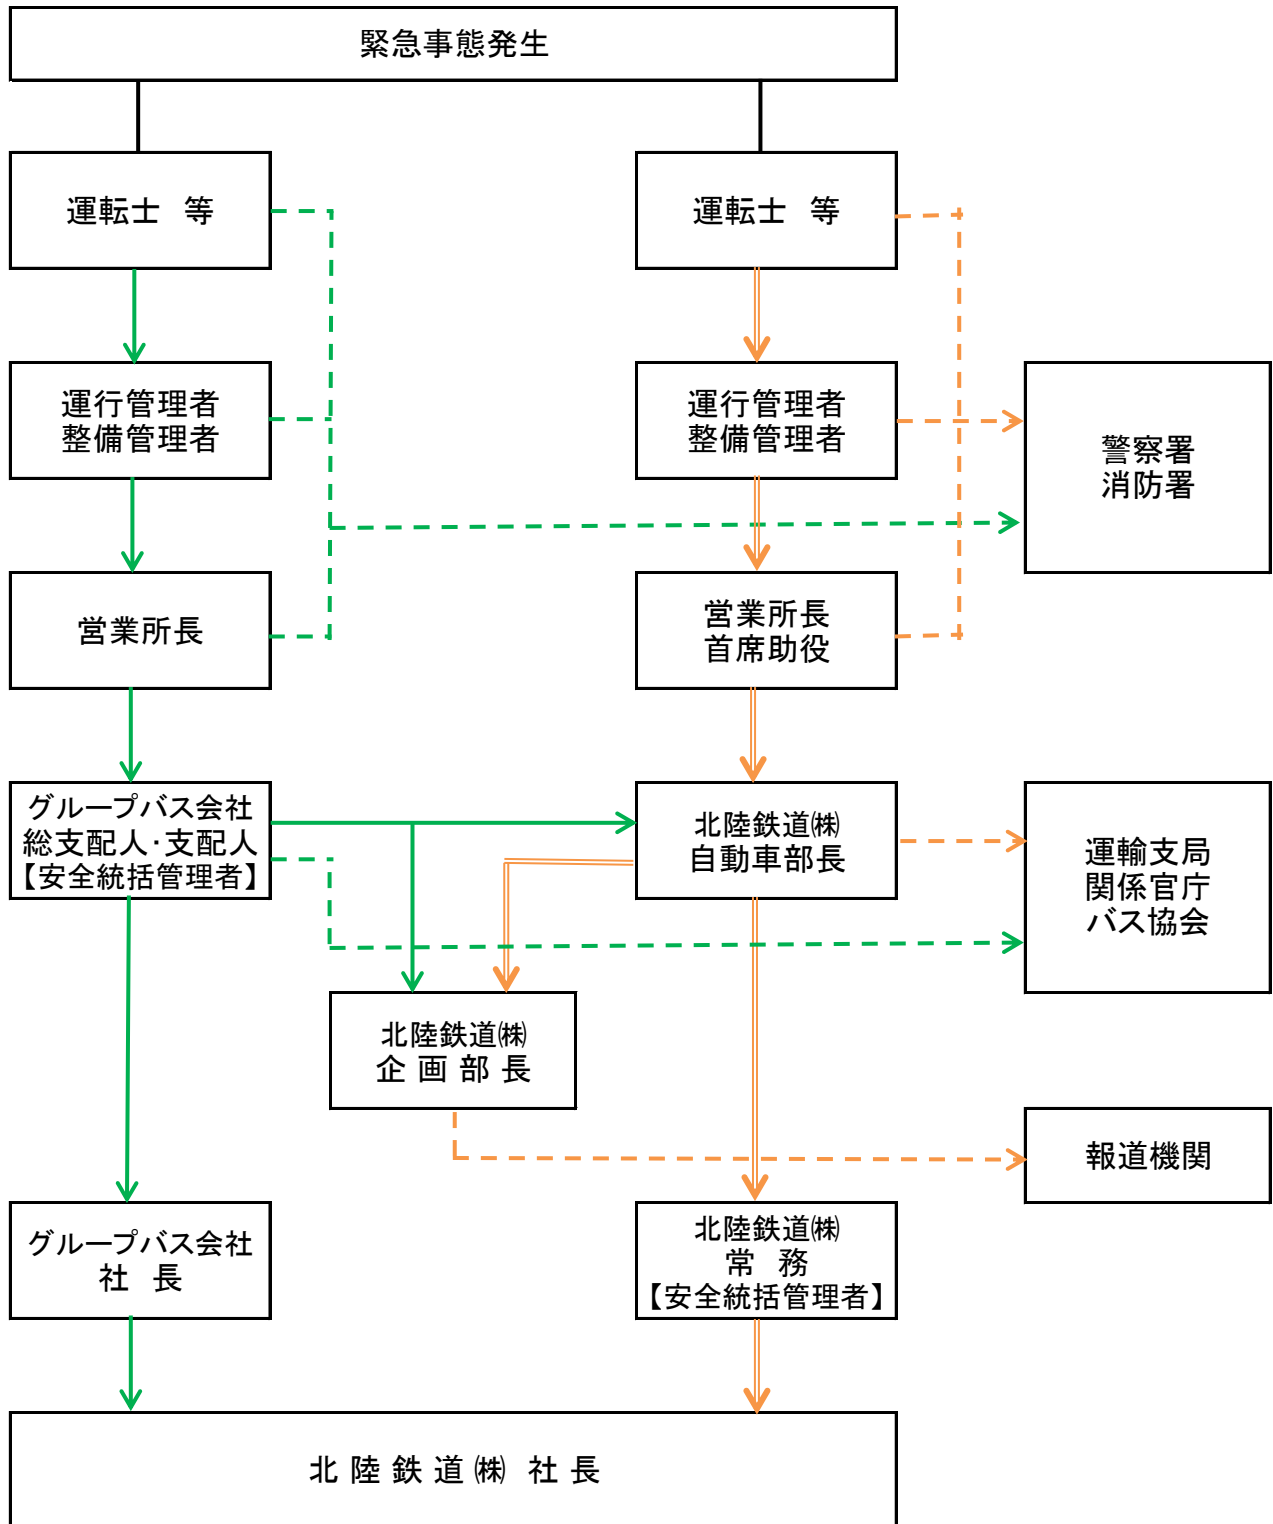 緊急事態発生
運転士 等
運転士 等
運行管理者
整備管理者
運行管理者
整備管理者
警察署
消防署
営業所長
営業所長
首席助役
グループバス会社
総支配人・支配人
【安全統括管理者】
北陸鉄道㈱
自動車部長
運輸支局
関係官庁
バス協会
北陸鉄道㈱
企 画 部 長
報道機関
グループバス会社
社 長
北陸鉄道㈱
常 務
【安全統括管理者】
北 陸 鉄 道 ㈱ 社 長